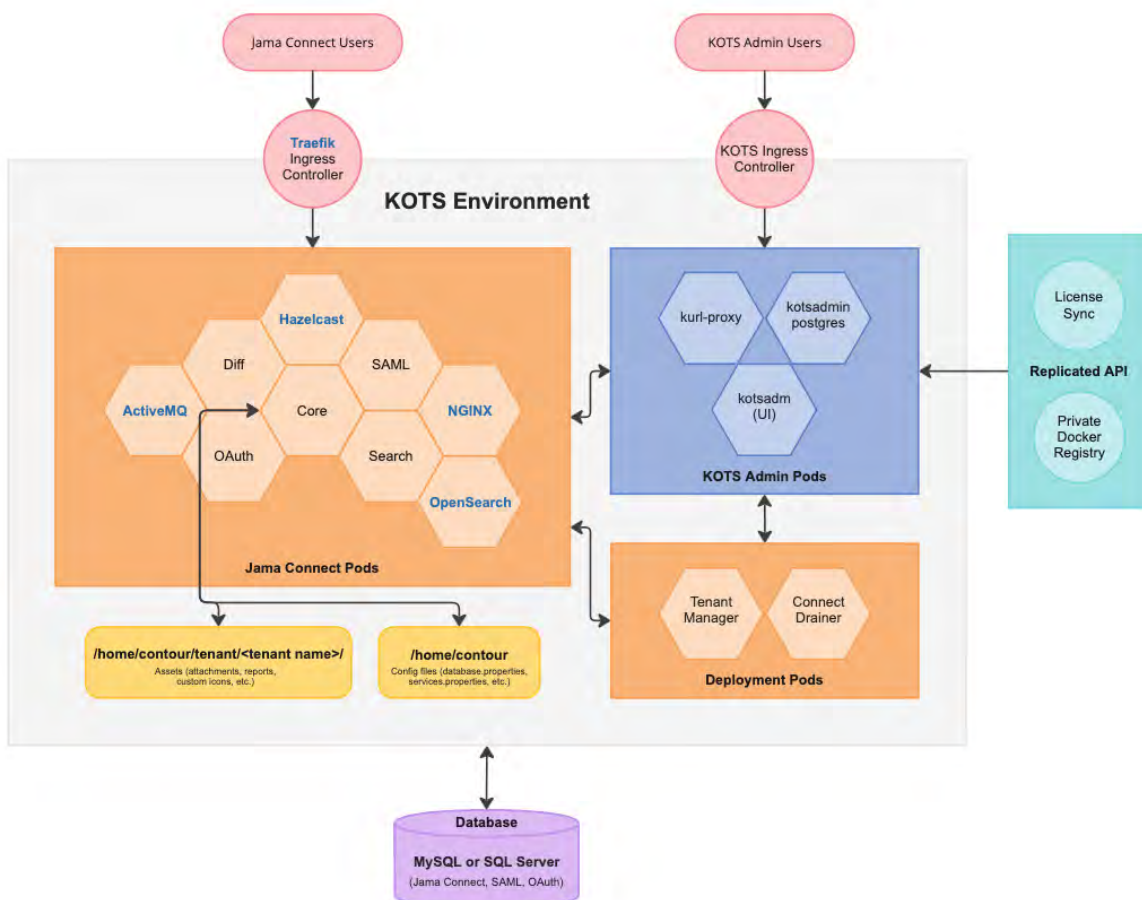 Jama Connect Users
KOTS Admin Users
Traefik
Ingress
Controller
KOTS Ingress
Controller
KOTS Environment
Hazelcast
Diff
SAML
ActiveMQ
Core
NGINX
OAuth
Search
OpenSearch
Jama Connect Pods
kurl-proxy
kotsadmin
postgres
kotsadm
(UI)
KOTS Admin Pods
License
Sync
Replicated API
Private
Docker
Registry
Tenant
Manager
Connect
Drainer
Deployment Pods
/home/contour/tenant/<tenant name>/
Assets (attachments, reports,
custom icons, etc.)
/home/contour
Config files (database.properties,
services.properties, etc.)
Database
MySQL or SQL Server
(Jama Connect, SAML, OAuth)